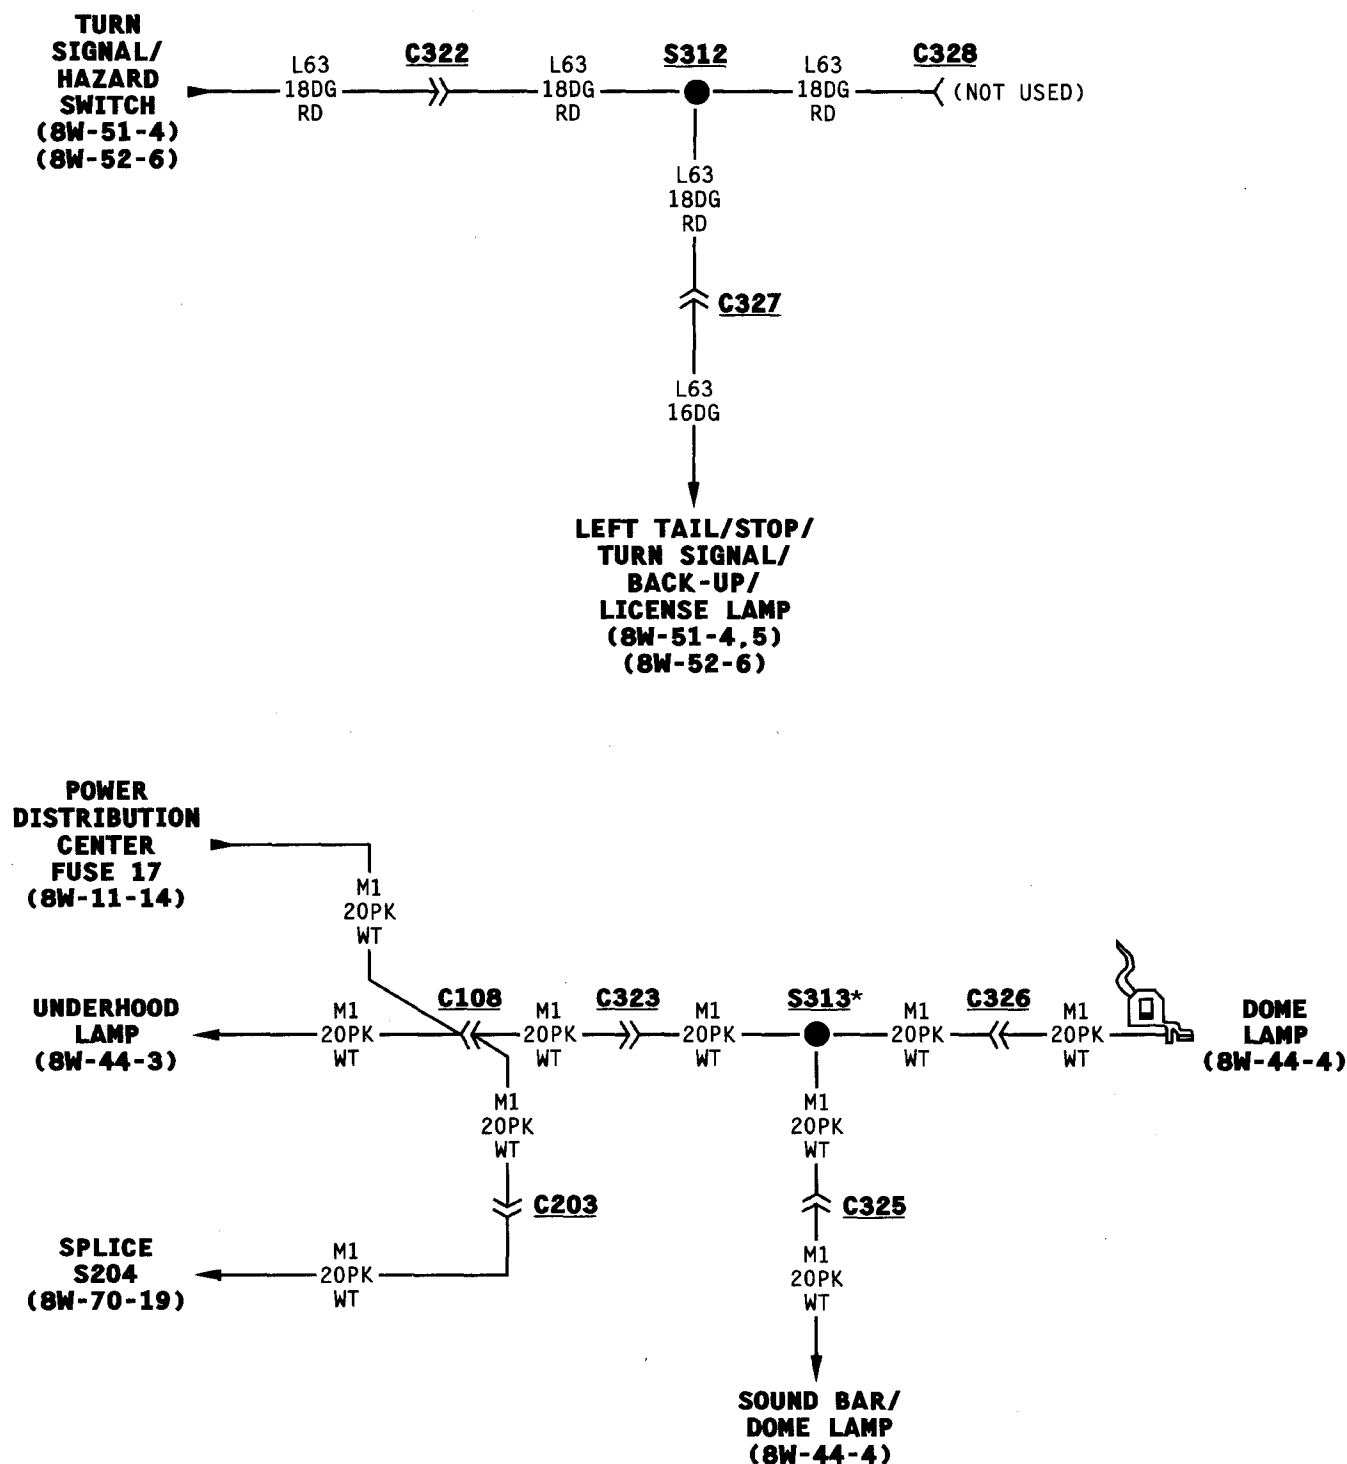 TURN
SIGNAL/
HAZARD
SWITCH
(8W-51-4)
(8W-52-6)
L63
18DG
RD
C322
L63
18DG
RD
S312
L63
18DG
RD
C328
(NOT USED)
L63
18DG
RD
C327
L63
16DG
LEFT TAIL/STOP/
TURN SIGNAL/
BACK-UP/
LICENSE LAMP
(8W-51-4,5)
(8W-52-6)
POWER
DISTRIBUTION
CENTER
FUSE 17
(8W-11-14)
M1
20PK
WT
UNDERHOOD
LAMP
(8W-44-3)
M1
20PK
WT
C108
M1
20PK
WT
C323
M1
20PK
WT
S313*
M1
20PK
WT
C326
M1
20PK
WT
DOME
LAMP
(8W-44-4)
M1
20PK
WT
C203
M1
20PK
WT
C325
SPLICE
S204
(8W-70-19)
M1
20PK
WT
M1
20PK
WT
SOUND BAR/
DOME LAMP
(8W-44-4)